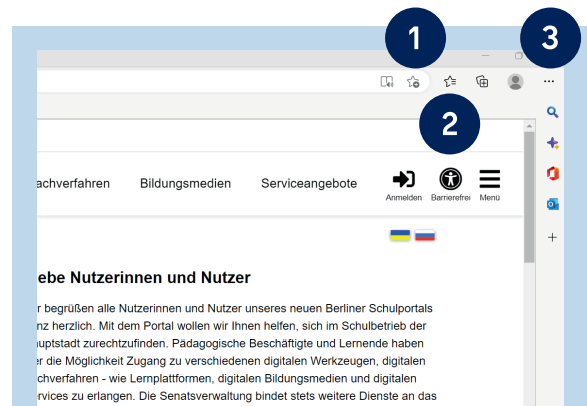 1
3
2
achverfahren Bildungsmedien Serviceangebote
Anmelden Barrierefrei Menü
ebe Nutzerinnen und Nutzer
r begrüßen alle Nutzerinnen und Nutzer unseres neuen Berliner Schulportals
nz herzlich. Mit dem Portal wollen wir Ihnen helfen, sich im Schulbetrieb der
uptstadt zurechtzufinden. Pädagogische Beschäftigte und Lernende haben
er die Möglichkeit Zugang zu verschiedenen digitalen Werkzeugen, digitalen
chverfahren - wie Lernplattformen, digitalen Bildungsmedien und digitalen
rvices zu erlangen. Die Senatsverwaltung bindet stets weitere Dienste an das